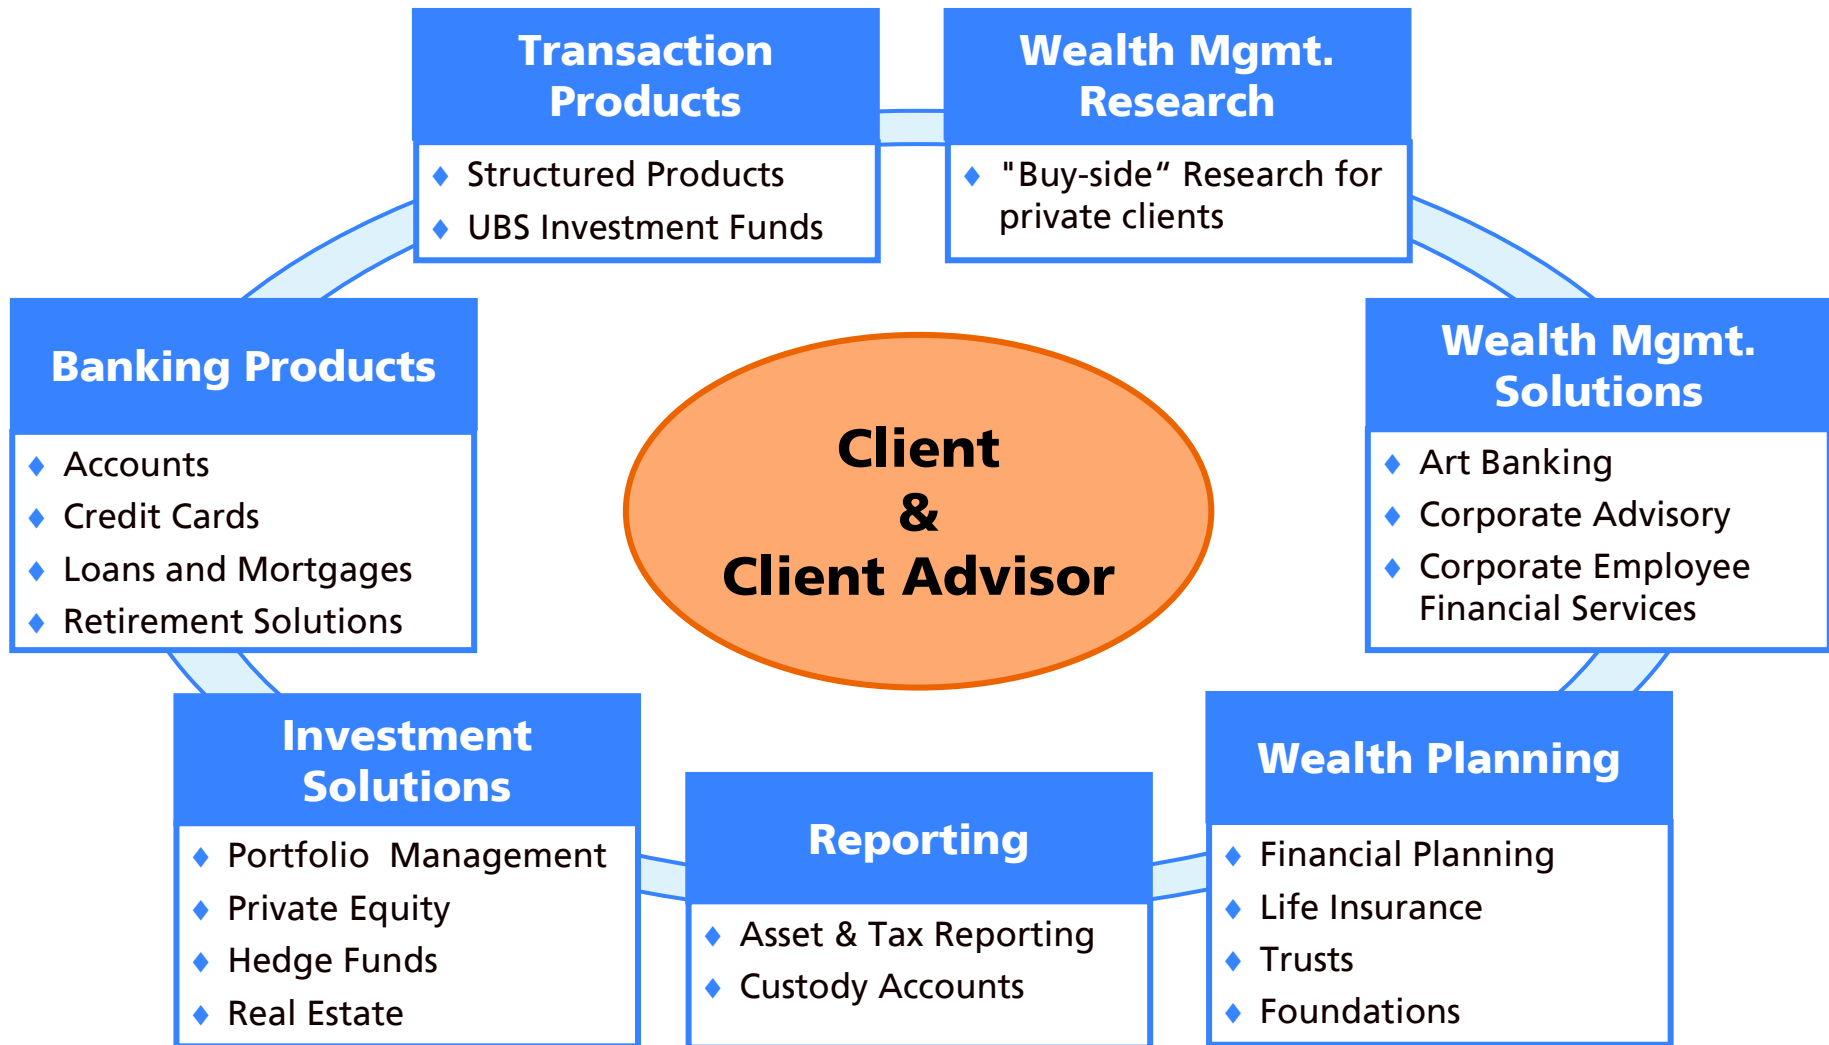 Transaction
Products
♦ Structured Products
♦ UBS Investment Funds
Wealth Mgmt.
Research
♦ "Buy-side“ Research for
private clients
Banking Products
♦ Accounts
♦ Credit Cards
♦ Loans and Mortgages
♦ Retirement Solutions
Client
&
Client Advisor
Wealth Mgmt.
Solutions
♦ Art Banking
♦ Corporate Advisory
♦ Corporate Employee
Financial Services
Investment
Solutions
♦ Portfolio  Management
♦ Private Equity
♦ Hedge Funds
♦ Real Estate
Reporting
♦ Asset & Tax Reporting
♦ Custody Accounts
Wealth Planning
♦ Financial Planning
♦ Life Insurance
♦ Trusts
♦ Foundations